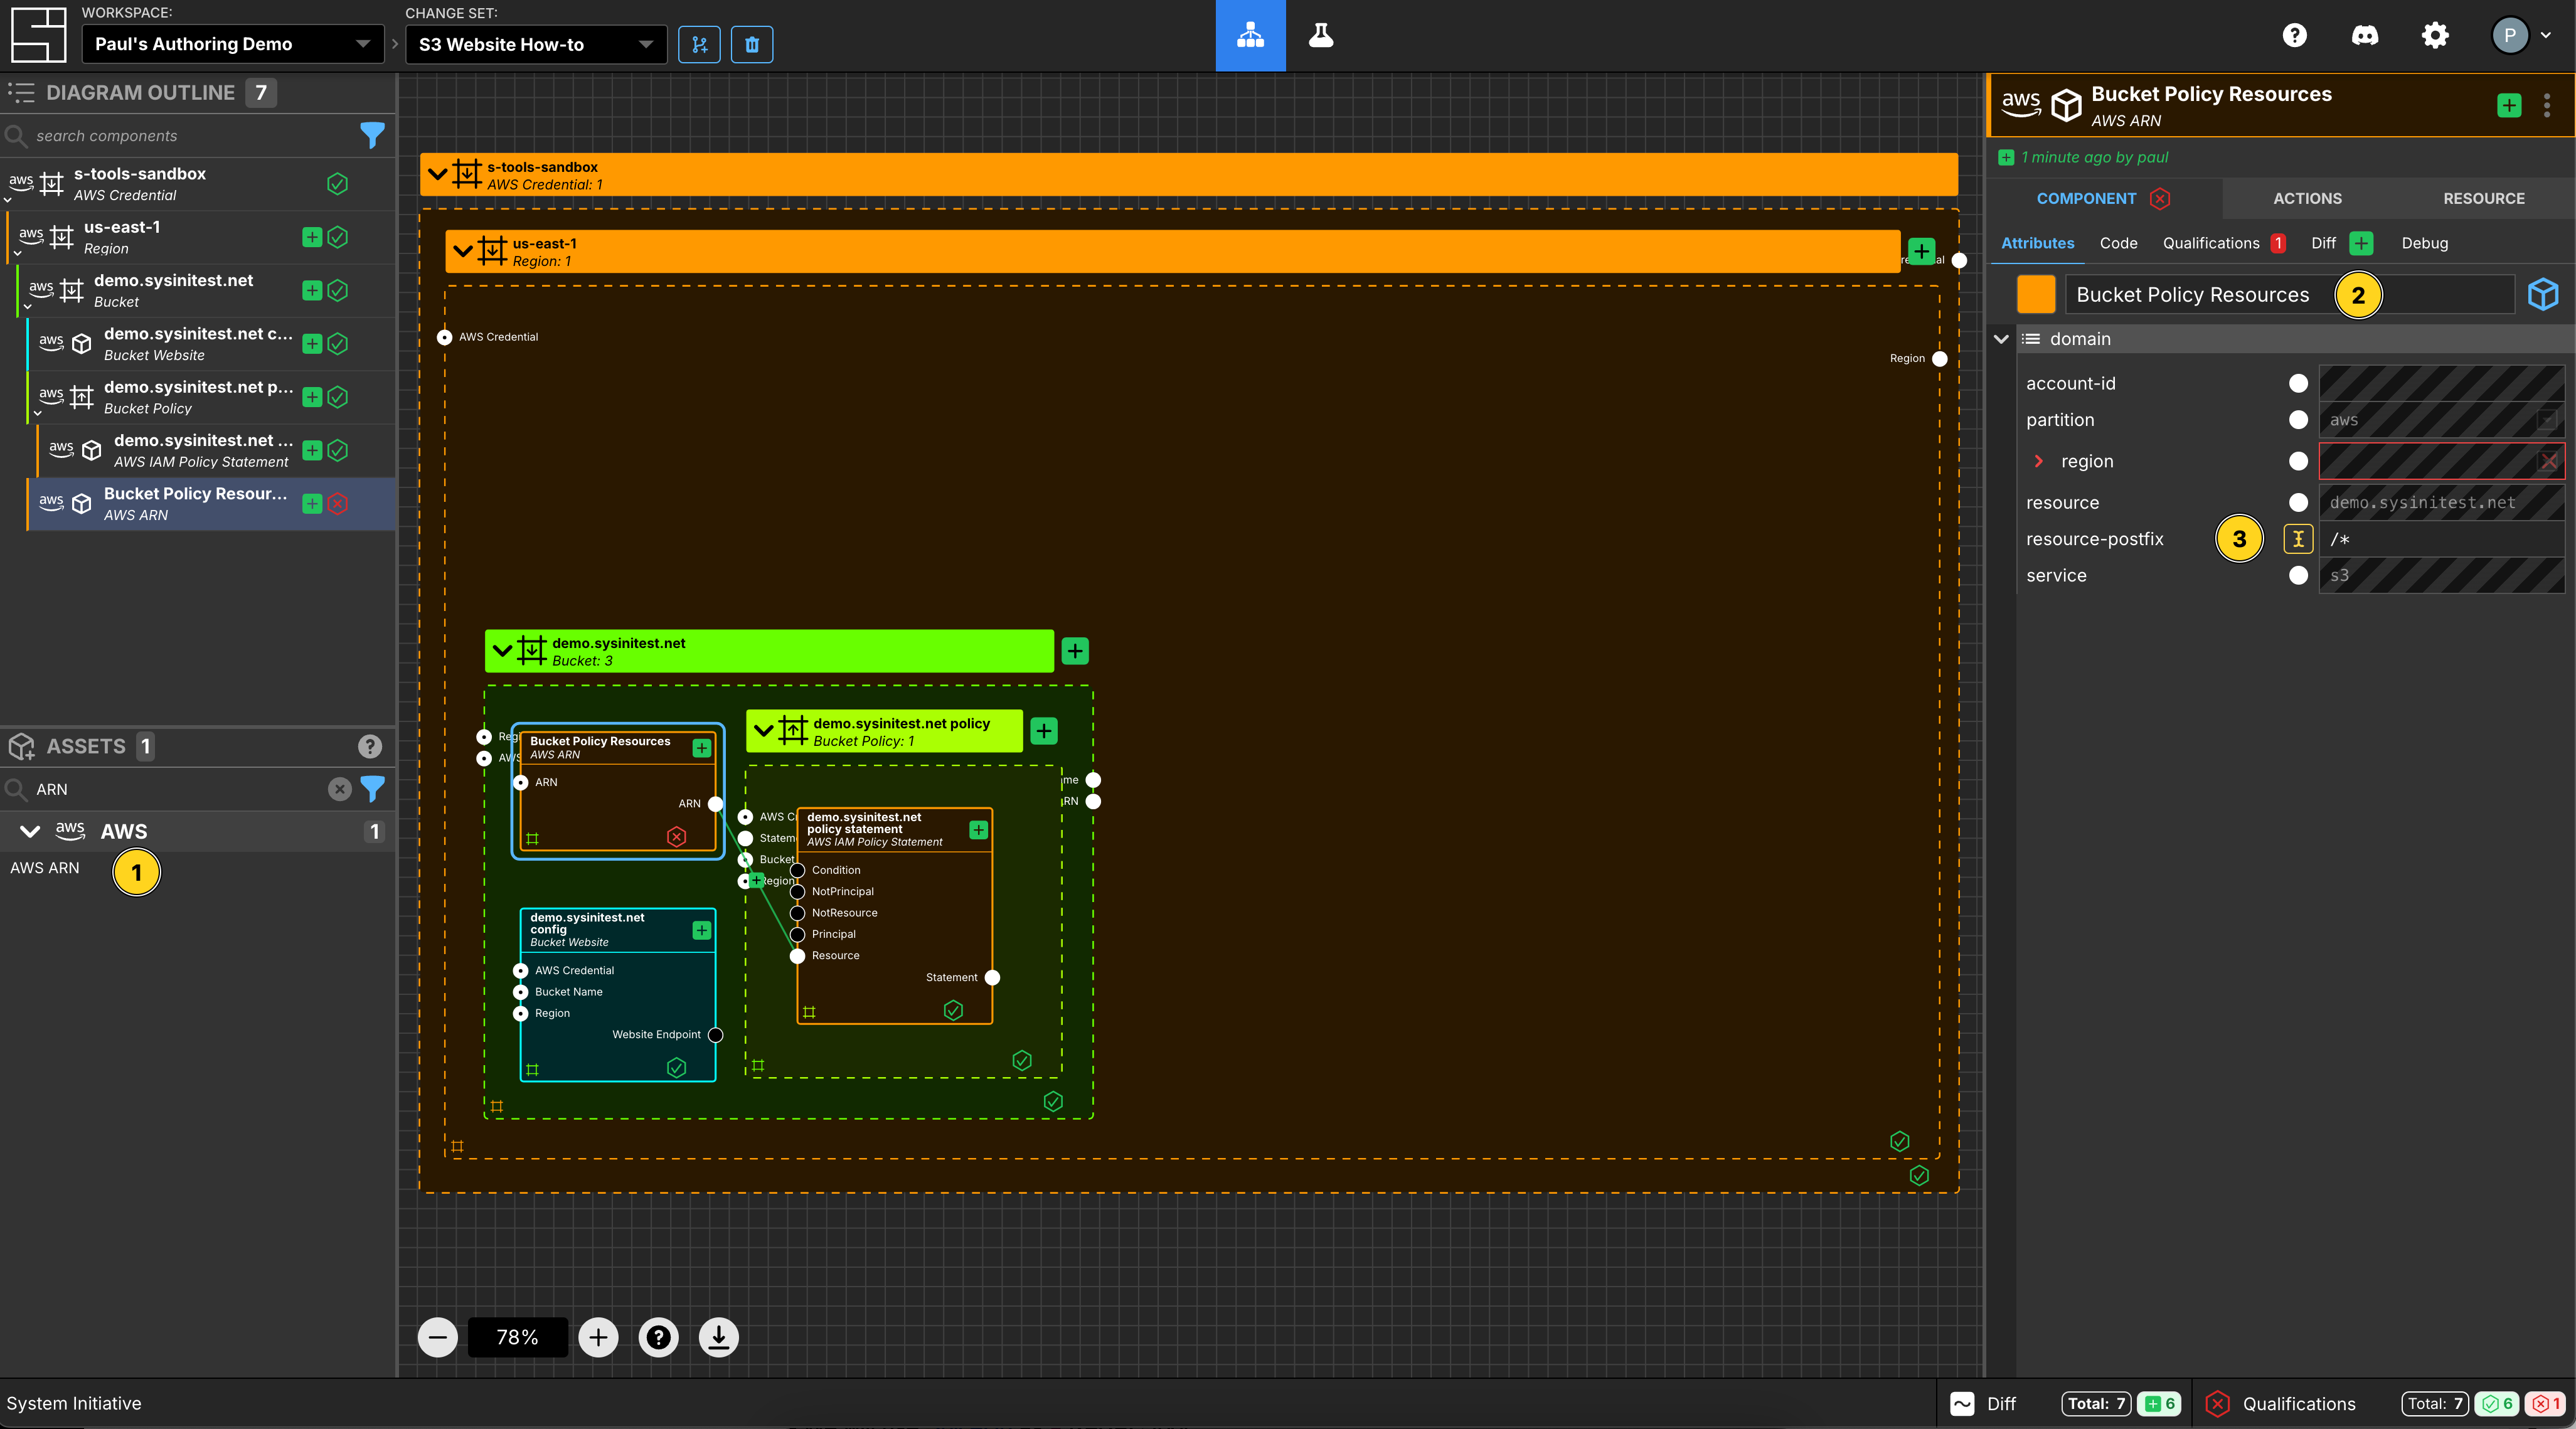 WORKSPACE:
Paul's Authoring Demo
CHANGE SET:
S3 Website How-to
P
DIAGRAM OUTLINE 7
search components
aws s-tools-sandbox
AWS Credential
aws us-east-1
Region
aws demo.sysinitest.net
Bucket
aws demo.sysinitest.net c...
Bucket Website
aws demo.sysinitest.net p...
Bucket Policy
aws demo.sysinitest.net ...
AWS IAM Policy Statement
aws Bucket Policy Resour...
AWS ARN
ASSETS 1
ARN
aws AWS 1
AWS ARN 1
s-tools-sandbox
AWS Credential: 1
us-east-1
Region: 1
AWS Credential
Region
demo.sysinitest.net
Bucket: 3
Regi
AWS
Bucket Policy Resources
AWS ARN
ARN
ARN
demo.sysinitest.net policy
Bucket Policy: 1
me
RN
AWS C
Statem
Bucket
Region
demo.sysinitest.net
policy statement
AWS IAM Policy Statement
Condition
NotPrincipal
NotResource
Principal
Resource
Statement
demo.sysinitest.net
config
Bucket Website
AWS Credential
Bucket Name
Region
Website Endpoint
78%
aws Bucket Policy Resources
AWS ARN
1 minute ago by paul
COMPONENT ACTIONS RESOURCE
Attributes Code Qualifications 1 Diff Debug
Bucket Policy Resources 2
domain
account-id
partition aws
region
resource demo.sysinitest.net
resource-postfix 3 /*
service s3
System Initiative
Diff Total: 7 6 Qualifications Total: 7 6 1